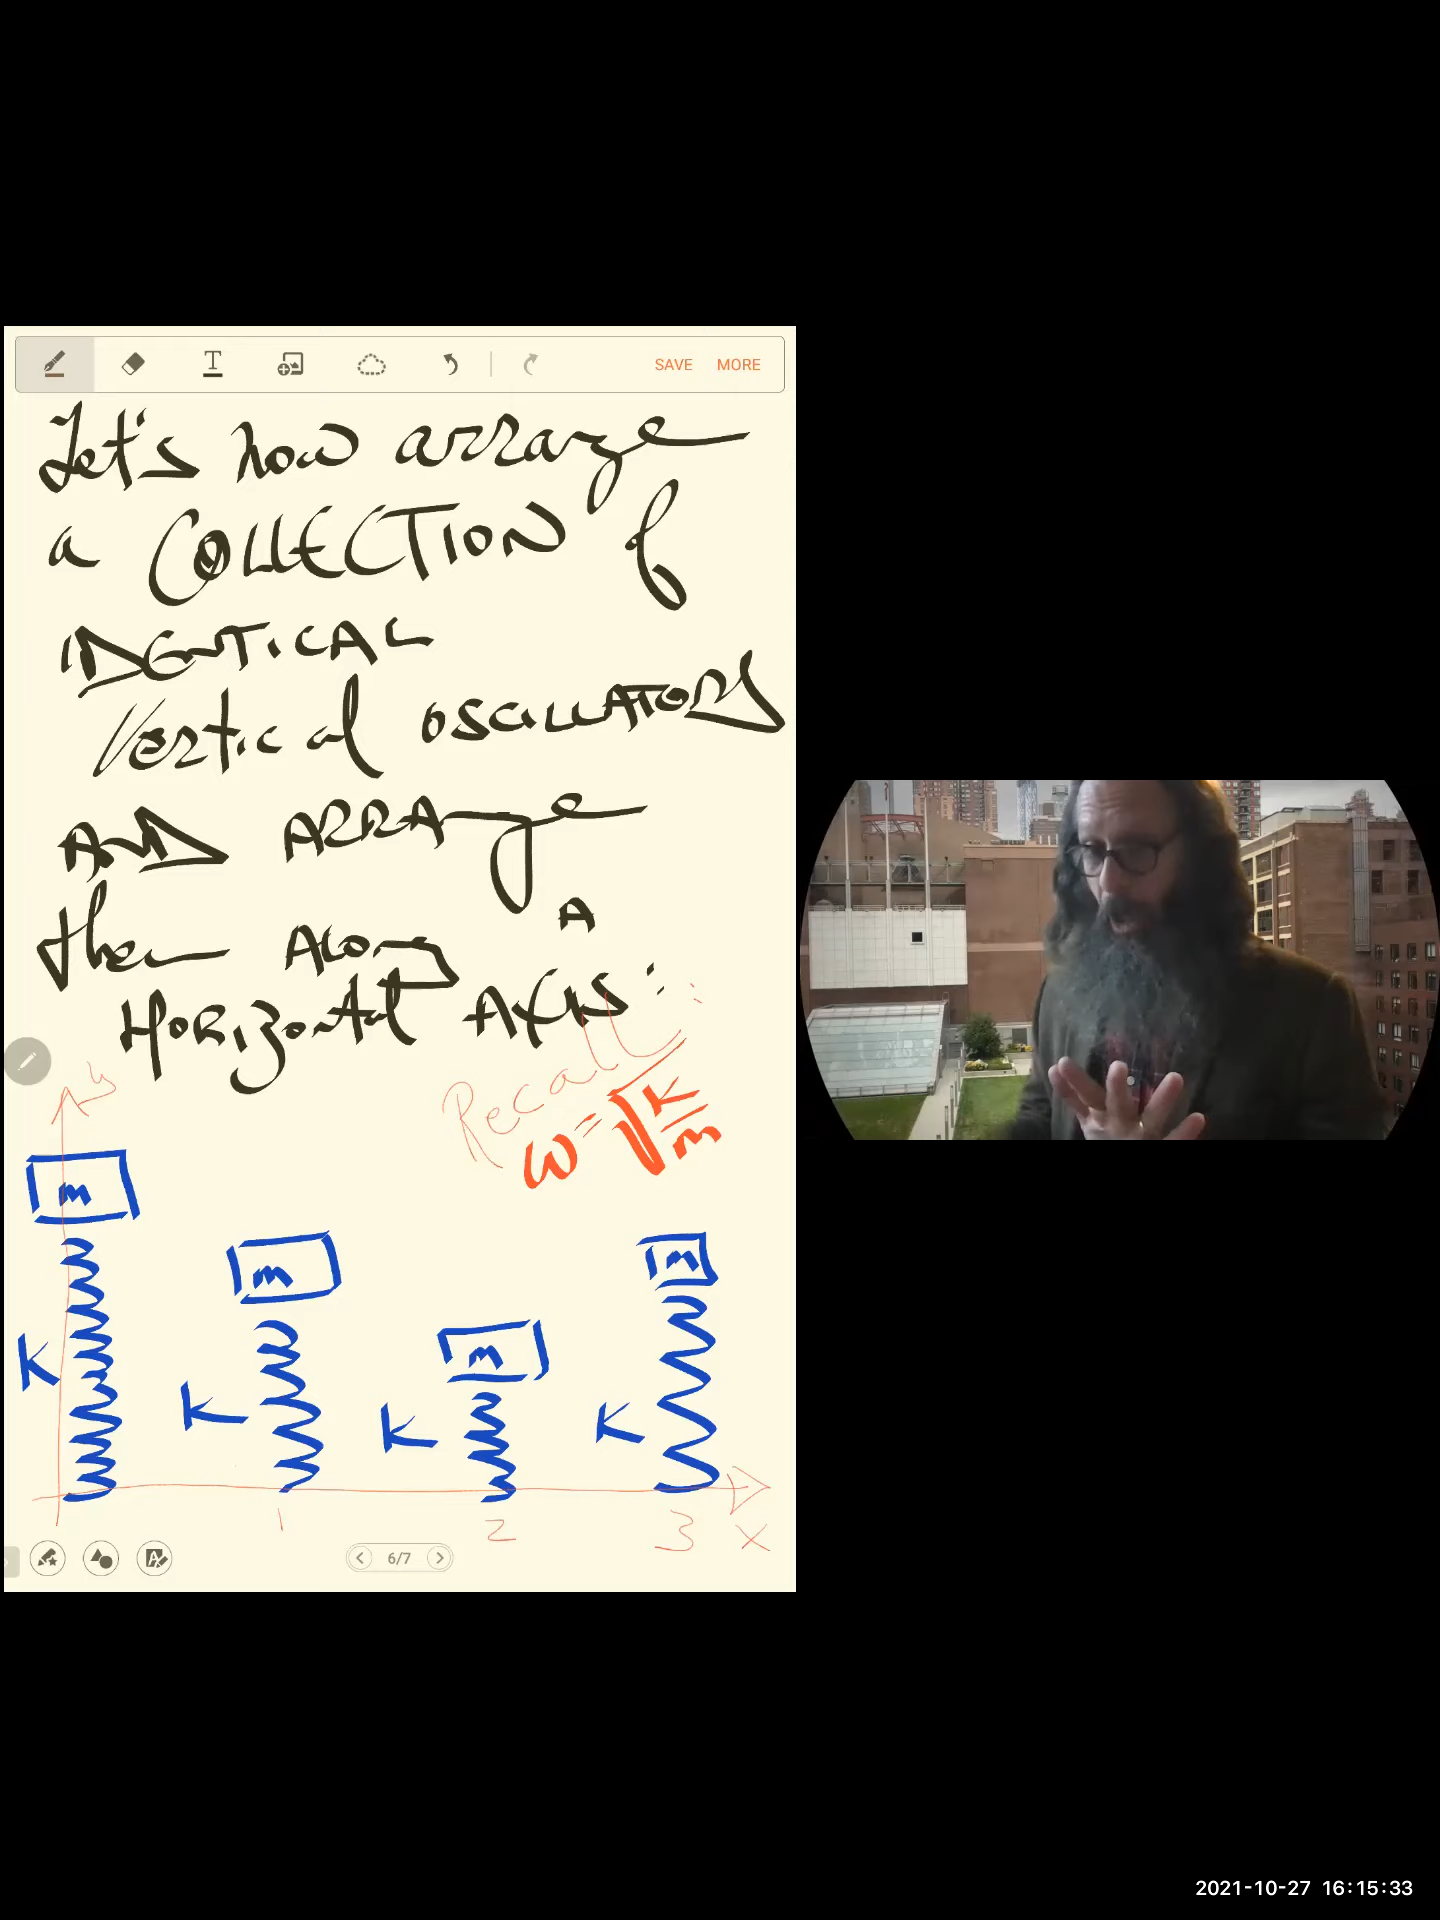 SAVE MORE
Let's now arrange
a COLLECTION of
IDENTICAL
Vertical OSCILLATORY
AND ARRAnge
A
them Along
HORIZontal AXIS:
Recall:
ω=√K/m
y
m
m
m
m
K
K
K
K
1 2 3 X
6/7
2021-10-27 16:15:33